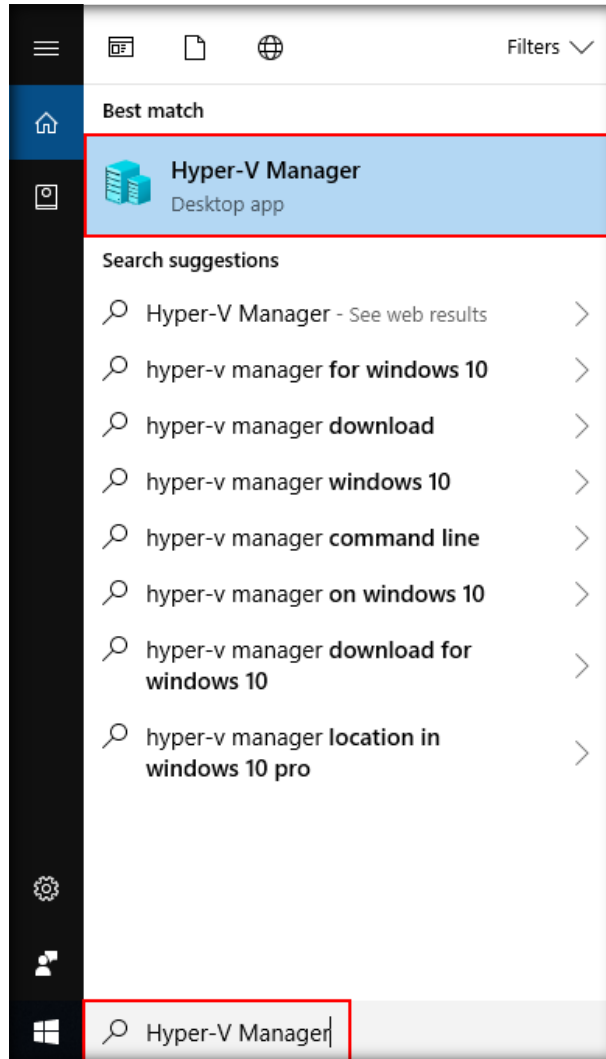 Filters
Best match
Hyper-V Manager
Desktop app
Search suggestions
Hyper-V Manager - See web results
hyper-v manager for windows 10
hyper-v manager download
hyper-v manager windows 10
hyper-v manager command line
hyper-v manager on windows 10
hyper-v manager download for
windows 10
hyper-v manager location in
windows 10 pro
Hyper-V Manager